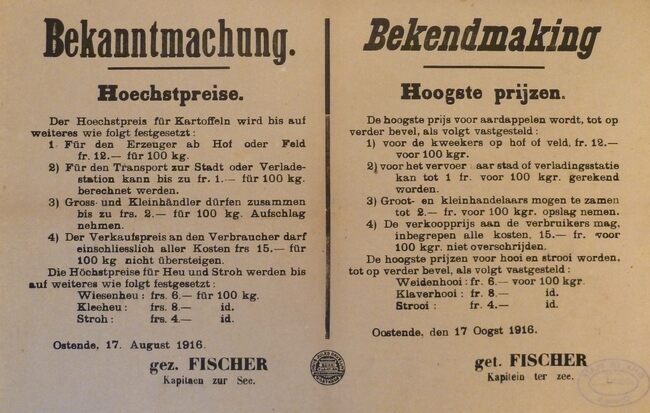 Bekanntmachung.
Hoechstpreise.
Der Hoechstpreis für Kartoffeln wird bis auf
weiteres wie folgt festgesetzt :
1 Für den Erzeuger ab Hof oder Feld
fr. 12.— für 100 kg.
2) Für den Transport zur Stadt oder Verlade-
station kann bis zu fr. 1.— für 100 kg.
berechnet werden.
3) Gross- und Kleinhändler dürfen zusammen
bis zu frs. 2.— für 100 kg. Aufschlag
nehmen.
4) Der Verkaufspreis an den Verbraucher darf
einschliesslich aller Kosten frs 15.— für
100 kg nicht übersteigen.
Die Höchstpreise für Heu und Stroh werden bis
auf weiteres wie folgt festgesetzt :
Wiesenheu : frs. 6.— für 100 kg.
Kleeheu : frs. 8.— id.
Stroh : frs. 4.— id.
Ostende, 17. August 1916.
gez. FISCHER
Kapitaen zur See.
Bekendmaking
Hoogste prijzen.
De hoogste prijs voor aardappelen wordt, tot op
verder bevel, als volgt vastgesteld :
1) voor de kweekers op hof of veld, fr. 12.—
voor 100 kgr.
2) voor het vervoer aar stad of verladingsstatie
kan tot 1 fr. voor 100 kgr. gerekend
worden.
3) Groot- en kleinhandelaars mogen te zamen
tot 2.— fr. voor 100 kgr. opslag nemen.
4) De verkoopprijs aan de verbruikers mag,
inbegrepen alle kosten, 15.— fr. voor
100 kgr. niet overschrijden.
De hoogste prijzen voor hooi en strooi worden,
tot op verder bevel, als volgt vastgesteld :
Weidenhooi : fr. 6.— voor 100 kgr.
Klaverhooi : fr. 8.— id.
Strooi : fr. 4.— id.
Oostende, den 17 Oogst 1916.
get. FISCHER
Kapitein ter zee.